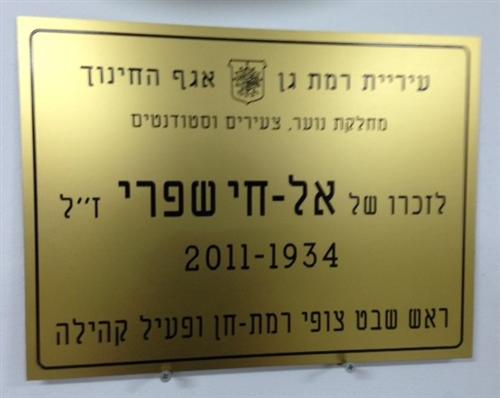 עיריית רמת גן אגף החינוך
מחלקת נוער, צעירים וסטודנטים
לזכרו של אל-חי שפרי ז״ל
2011-1934
ראש שבט צופי רמת-חן ופעיל קהילה